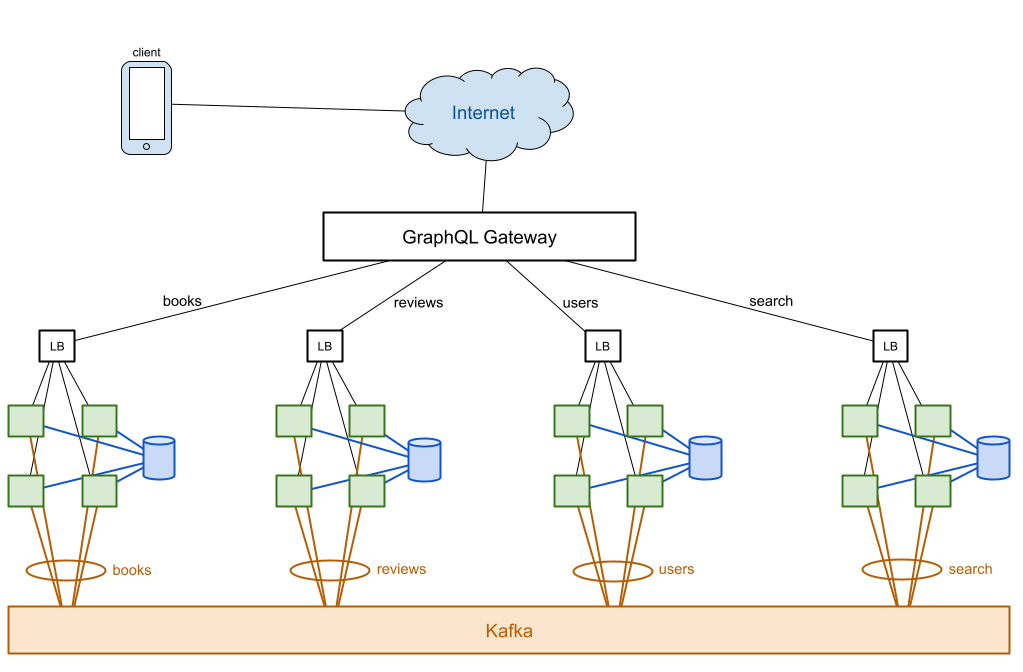 client
Internet
GraphQL Gateway
books
reviews
users
search
LB
LB
LB
LB
books
reviews
users
search
Kafka